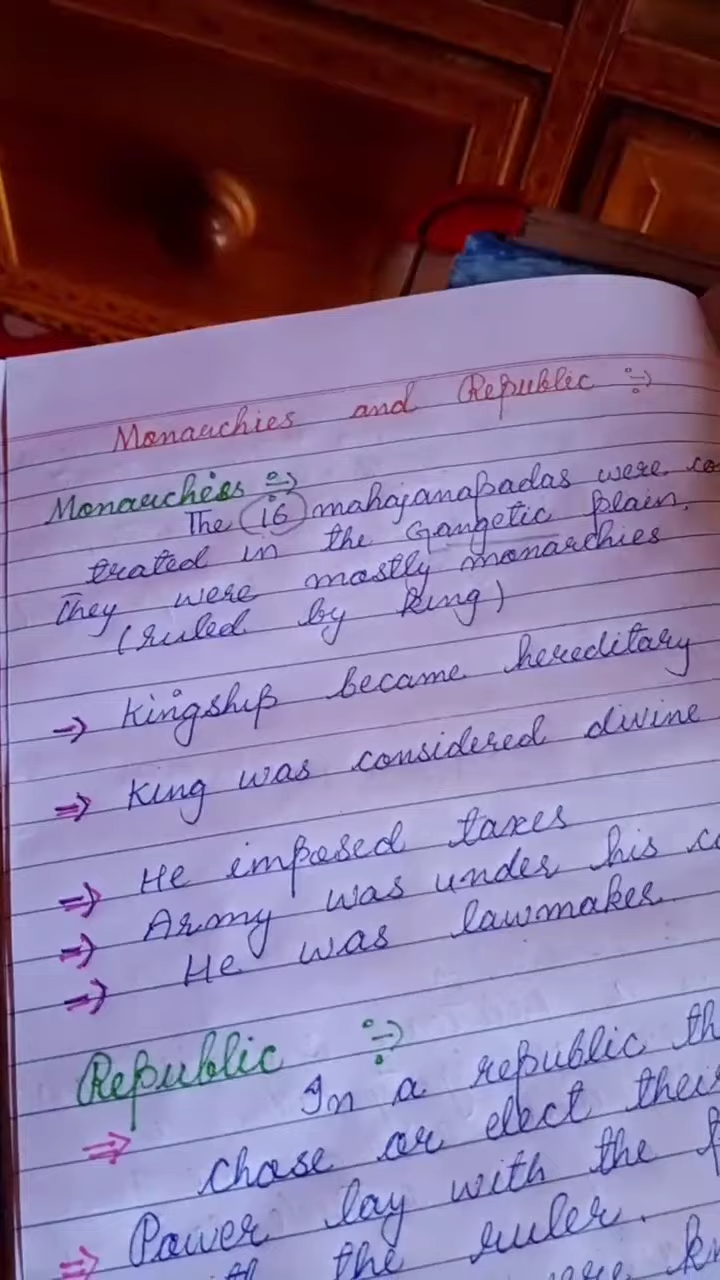 Monarchies and Republic :→
Monarchies :→
The 16 mahajanapadas were co
trated in the Gangetic plain.
They were mostly monarchies
(ruled by king)
→ Kingship became hereditary
⇒ King was considered divine
⇒ He imposed taxes
⇒ Army was under his c
⇒ He was lawmaker
Republic :→
⇒ In a republic th
chose or elect their
⇒ Power lay with the
the ruler.